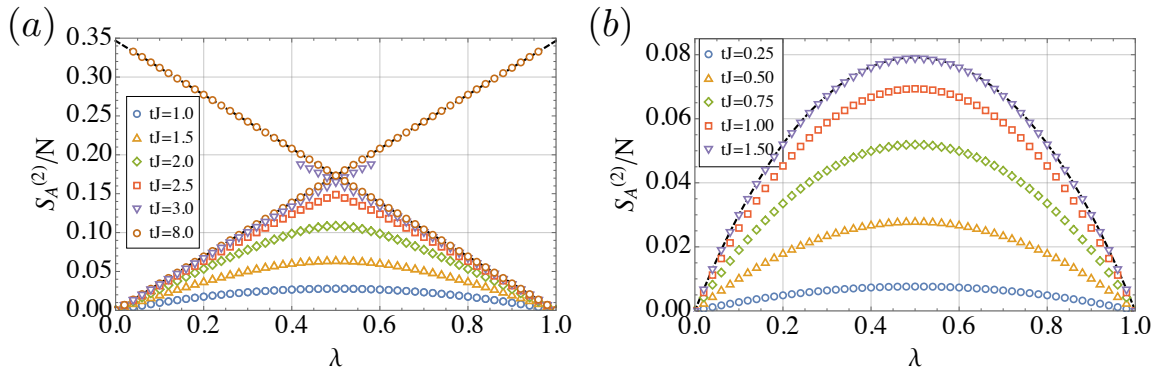 (a)
S_A^(2)/N
0.35
0.30
0.25
0.20
0.15
0.10
0.05
0.00
tJ=1.0
tJ=1.5
tJ=2.0
tJ=2.5
tJ=3.0
tJ=8.0
0.0 0.2 0.4 0.6 0.8 1.0
λ
(b)
S_A^(2)/N
0.08
0.06
0.04
0.02
0
tJ=0.25
tJ=0.50
tJ=0.75
tJ=1.00
tJ=1.50
0.0 0.2 0.4 0.6 0.8 1.0
λ